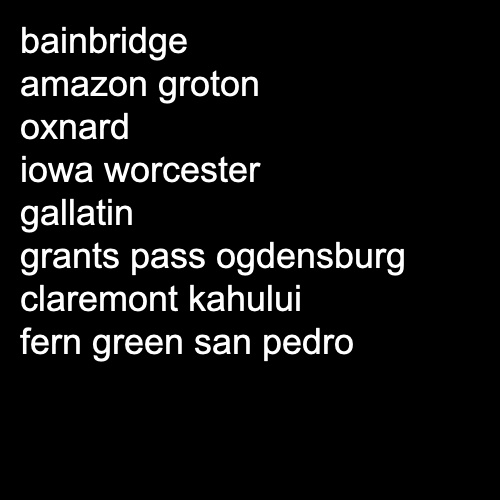 bainbridge
amazon groton
oxnard
iowa worcester
gallatin
grants pass ogdensburg
claremont kahului
fern green san pedro